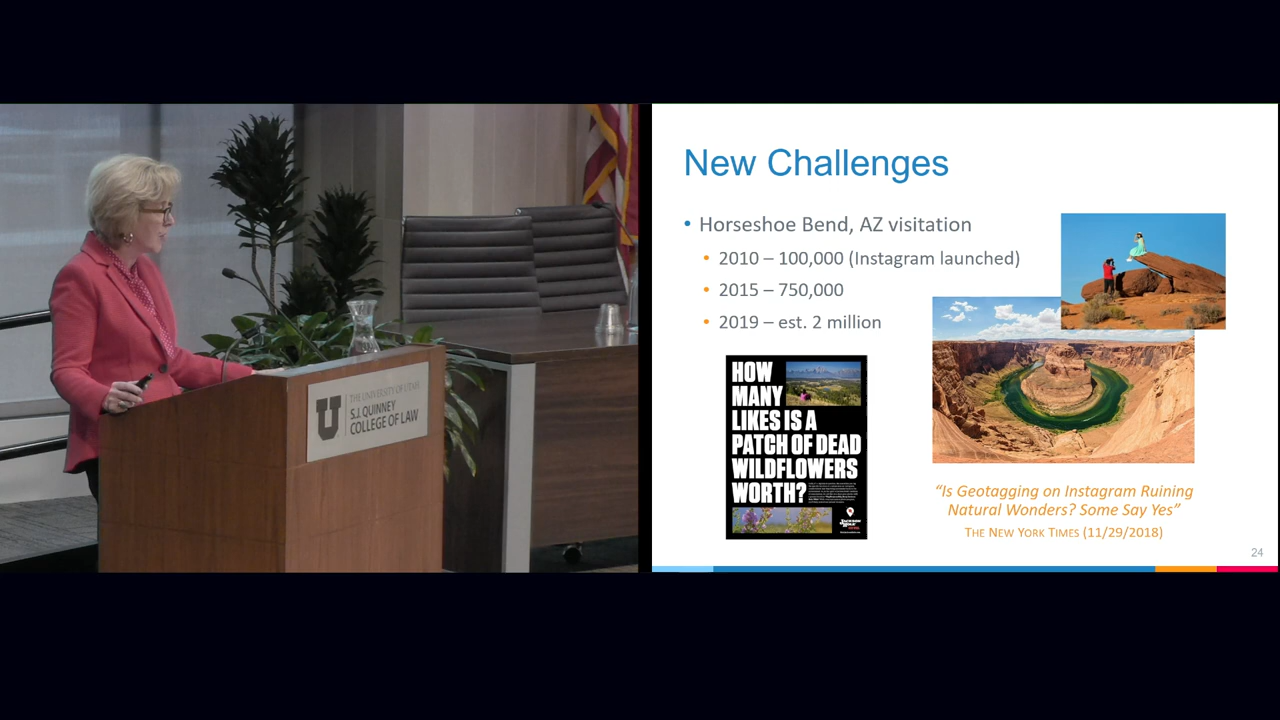 THE UNIVERSITY OF UTAH
S.J. QUINNEY
COLLEGE OF LAW
New Challenges
• Horseshoe Bend, AZ visitation
• 2010 – 100,000 (Instagram launched)
• 2015 – 750,000
• 2019 – est. 2 million
HOW
MANY
LIKES IS A
PATCH OF DEAD
WILDFLOWERS
WORTH?
JACKSON
HOLE
“Is Geotagging on Instagram Ruining
Natural Wonders? Some Say Yes”
THE NEW YORK TIMES (11/29/2018)
24